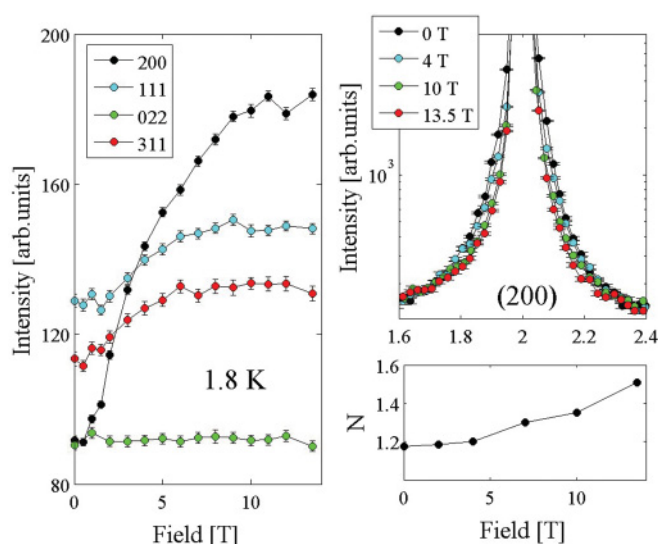 200
160
120
80
Intensity [arb.units]
200
111
022
311
1.8 K
0 5 10
Field [T]
Intensity [arb.units]
10³
0 T
4 T
10 T
13.5 T
(200)
1.6 1.8 2 2.2 2.4
N
1.6
1.4
1.2
0 5 10
Field [T]